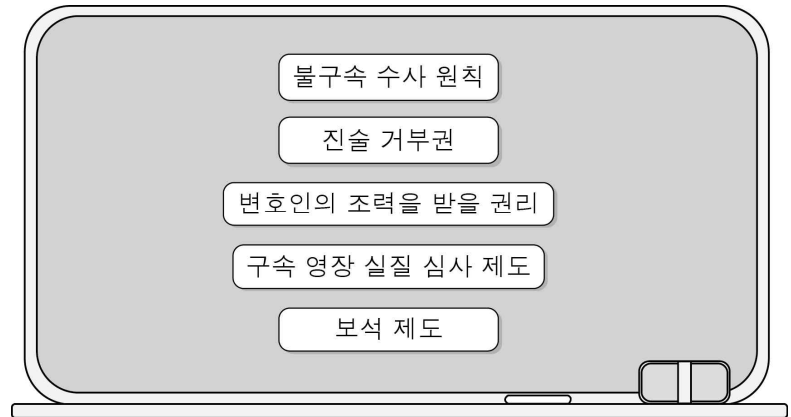 불구속 수사 원칙
진술 거부권
변호인의 조력을 받을 권리
구속 영장 실질 심사 제도
보석 제도